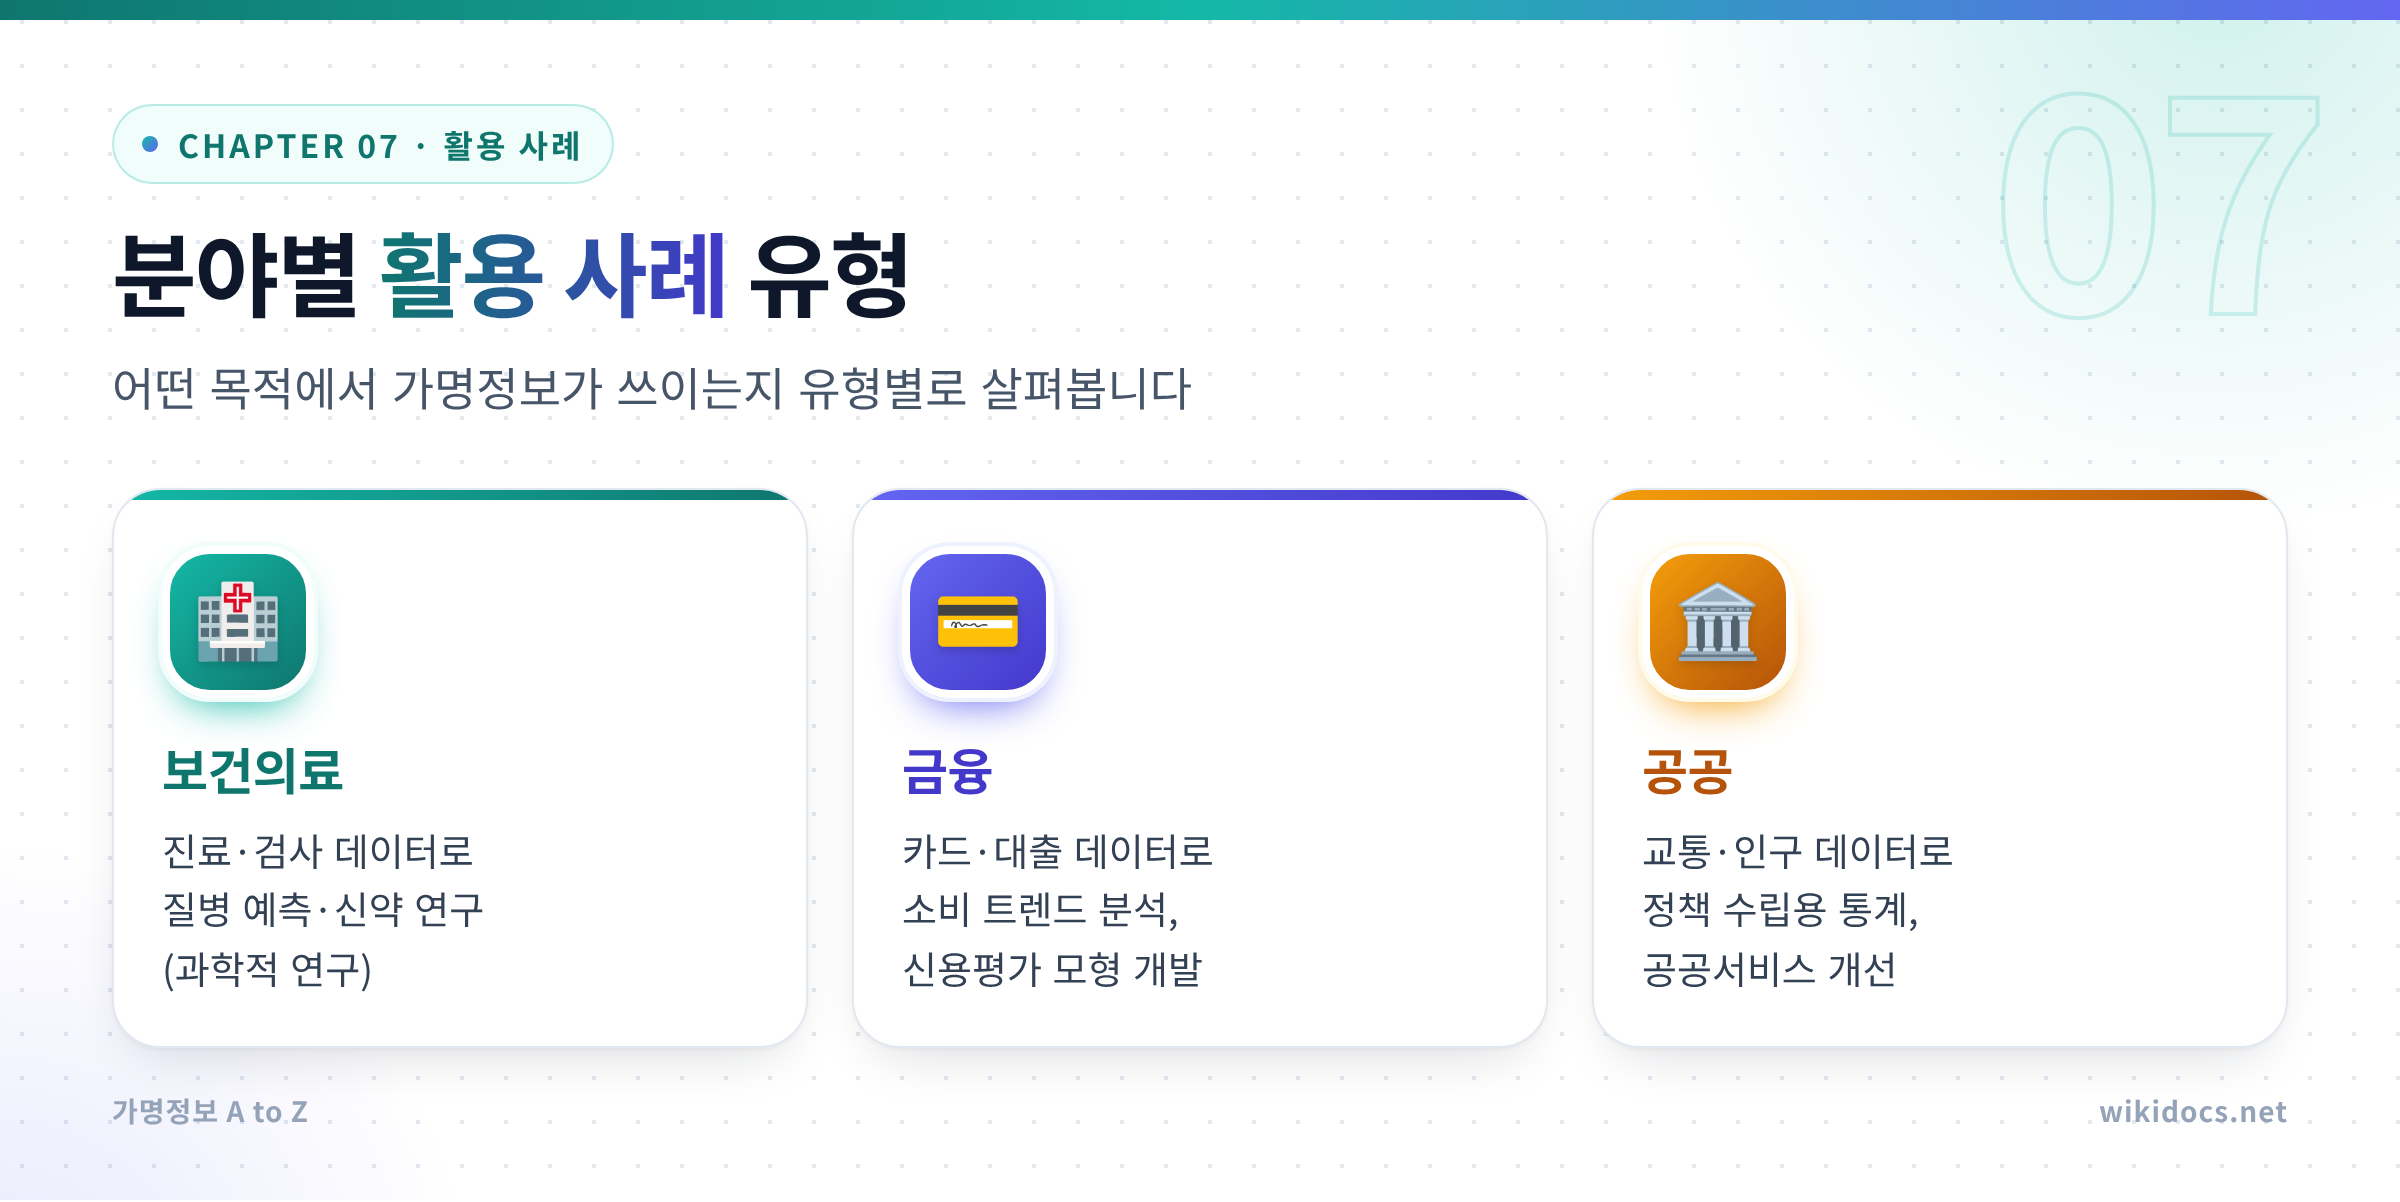 CHAPTER 07 · 활용 사례
07
분야별 활용 사례 유형
어떤 목적에서 가명정보가 쓰이는지 유형별로 살펴봅니다
보건의료
진료·검사 데이터로
질병 예측·신약 연구
(과학적 연구)
금융
카드·대출 데이터로
소비 트렌드 분석,
신용평가 모형 개발
공공
교통·인구 데이터로
정책 수립용 통계,
공공서비스 개선
가명정보 A to Z
wikidocs.net